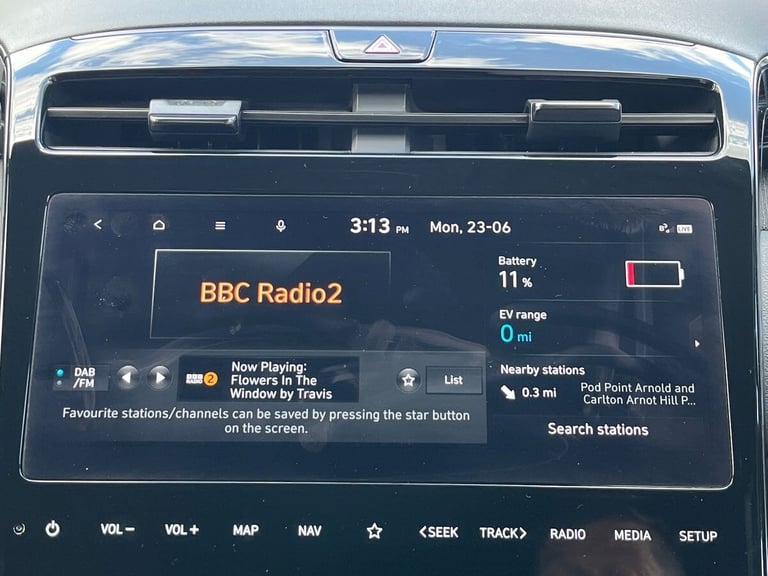 3:13 PM Mon, 23-06
LIVE
BBC Radio2
Battery
11 %
EV range
0 mi
DAB
/FM
BBC
RADIO 2
Now Playing:
Flowers In The
Window by Travis
List
Favourite stations/channels can be saved by pressing the star button
on the screen.
Nearby stations
0.3 mi
Pod Point Arnold and
Carlton Arnot Hill P...
Search stations
VOL− VOL+ MAP NAV <SEEK TRACK> RADIO MEDIA SETUP